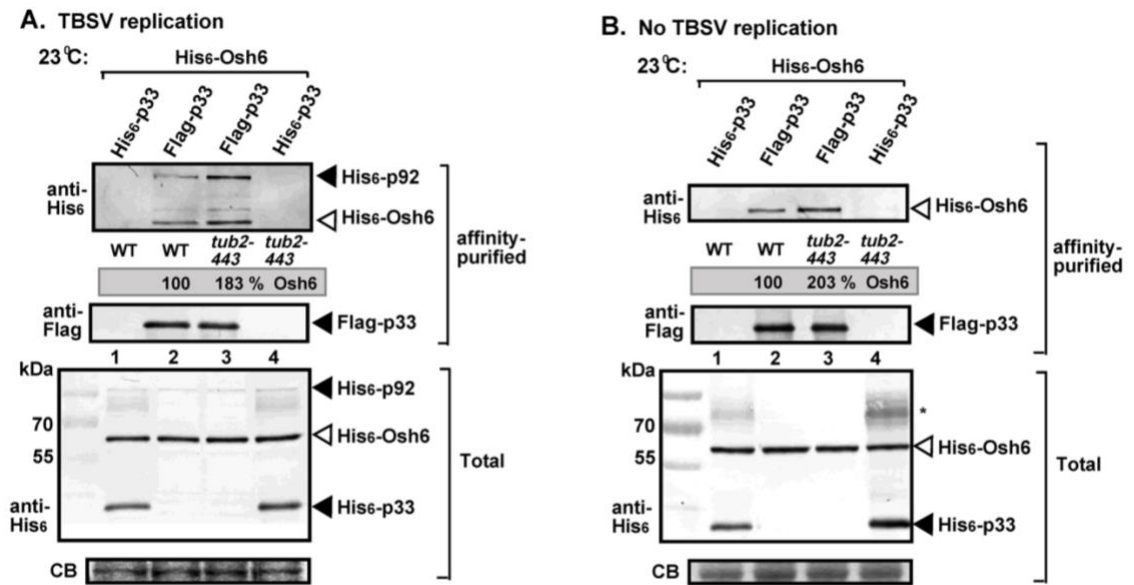 A. TBSV replication
23 ⁰C: His6-Osh6
His6-p33 Flag-p33 Flag-p33 His6-p33
anti-His6
His6-p92
His6-Osh6
WT WT tub2-443 tub2-443
100 183 % Osh6
affinity-purified
anti-Flag
Flag-p33
1 2 3 4
kDa
His6-p92
70
His6-Osh6
55
Total
anti-His6
His6-p33
CB
B. No TBSV replication
23 ⁰C: His6-Osh6
His6-p33 Flag-p33 Flag-p33 His6-p33
anti-His6
His6-Osh6
WT WT tub2-443 tub2-443
100 203 % Osh6
affinity-purified
anti-Flag
Flag-p33
1 2 3 4
kDa
*
70
His6-Osh6
55
Total
anti-His6
His6-p33
CB